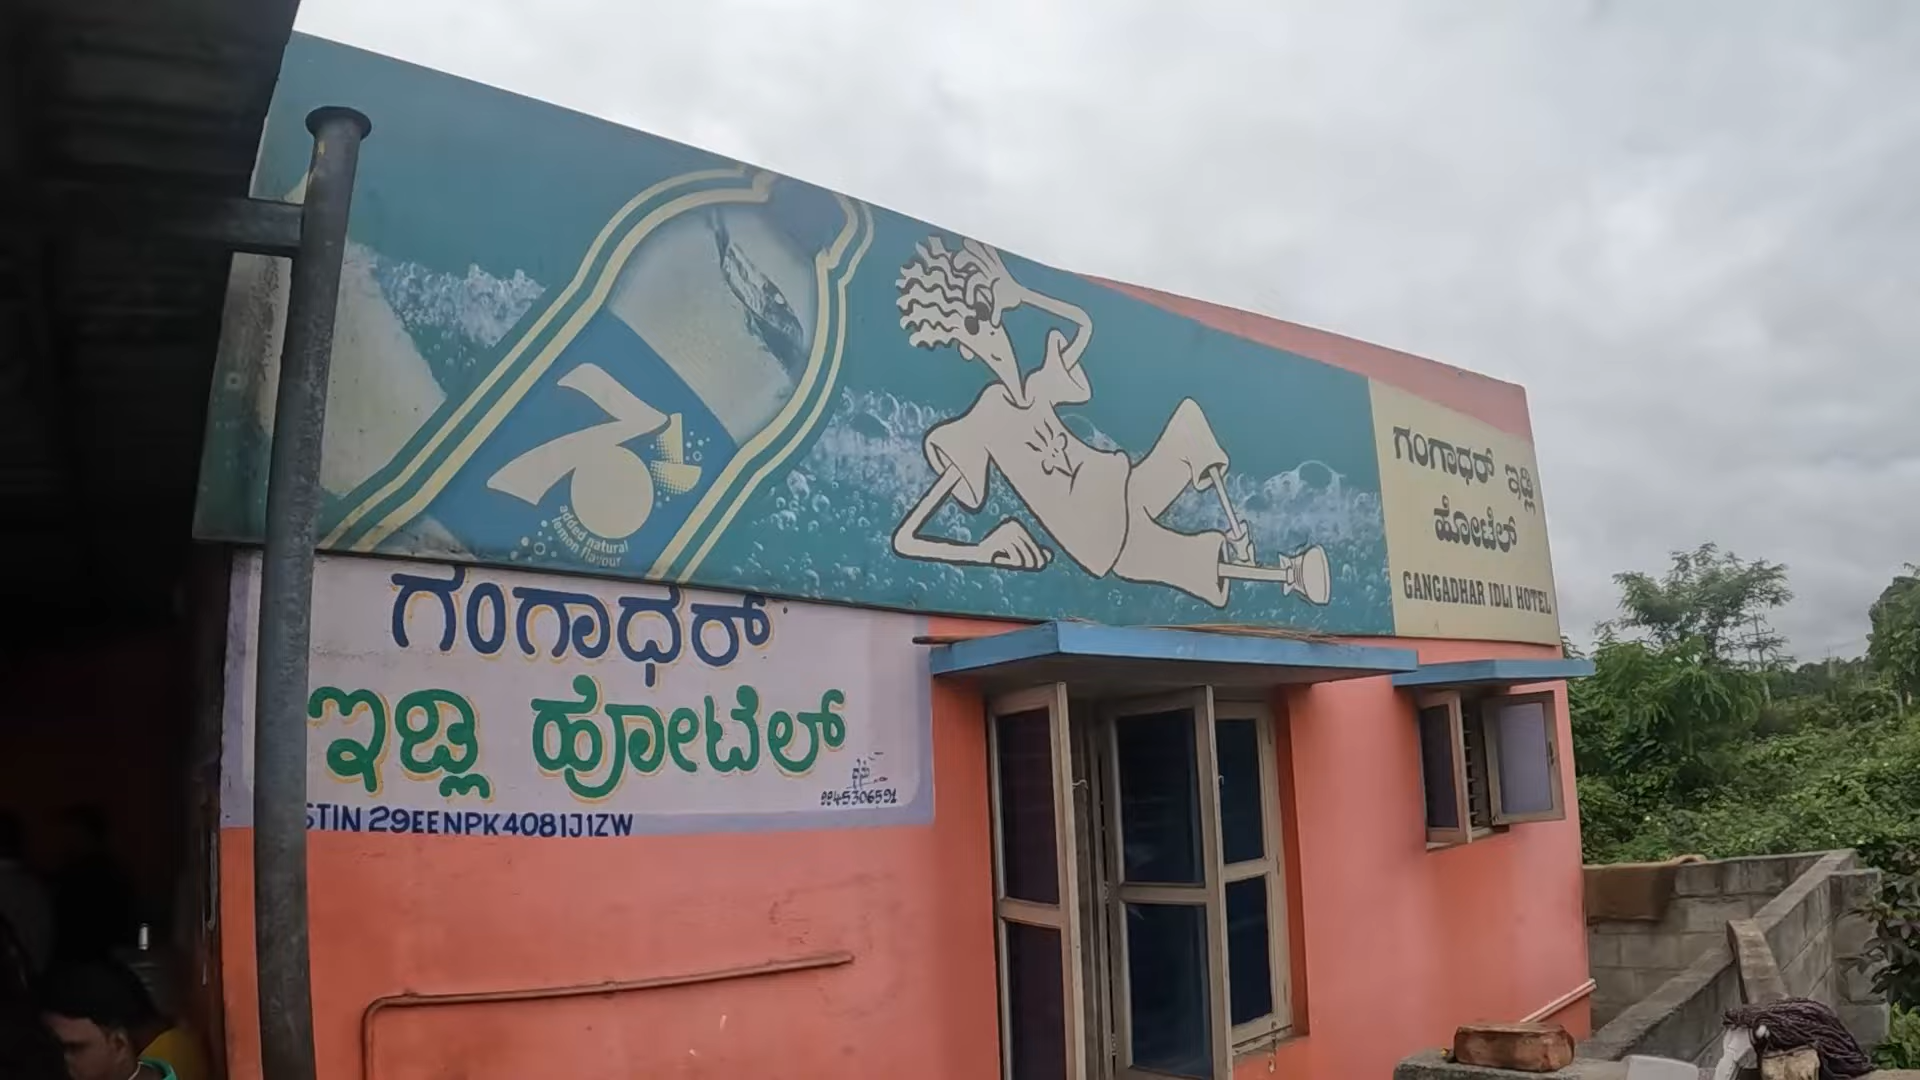 7
added natural
lemon flavour
ಗಂಗಾಧರ್ ಇಡ್ಲಿ
ಹೋಟೆಲ್
GANGADHAR IDLI HOTEL
ಗಂಗಾಧರ್
ಇಡ್ಲಿ ಹೋಟೆಲ್
9945306591
STIN 29EENPK4081J1ZW